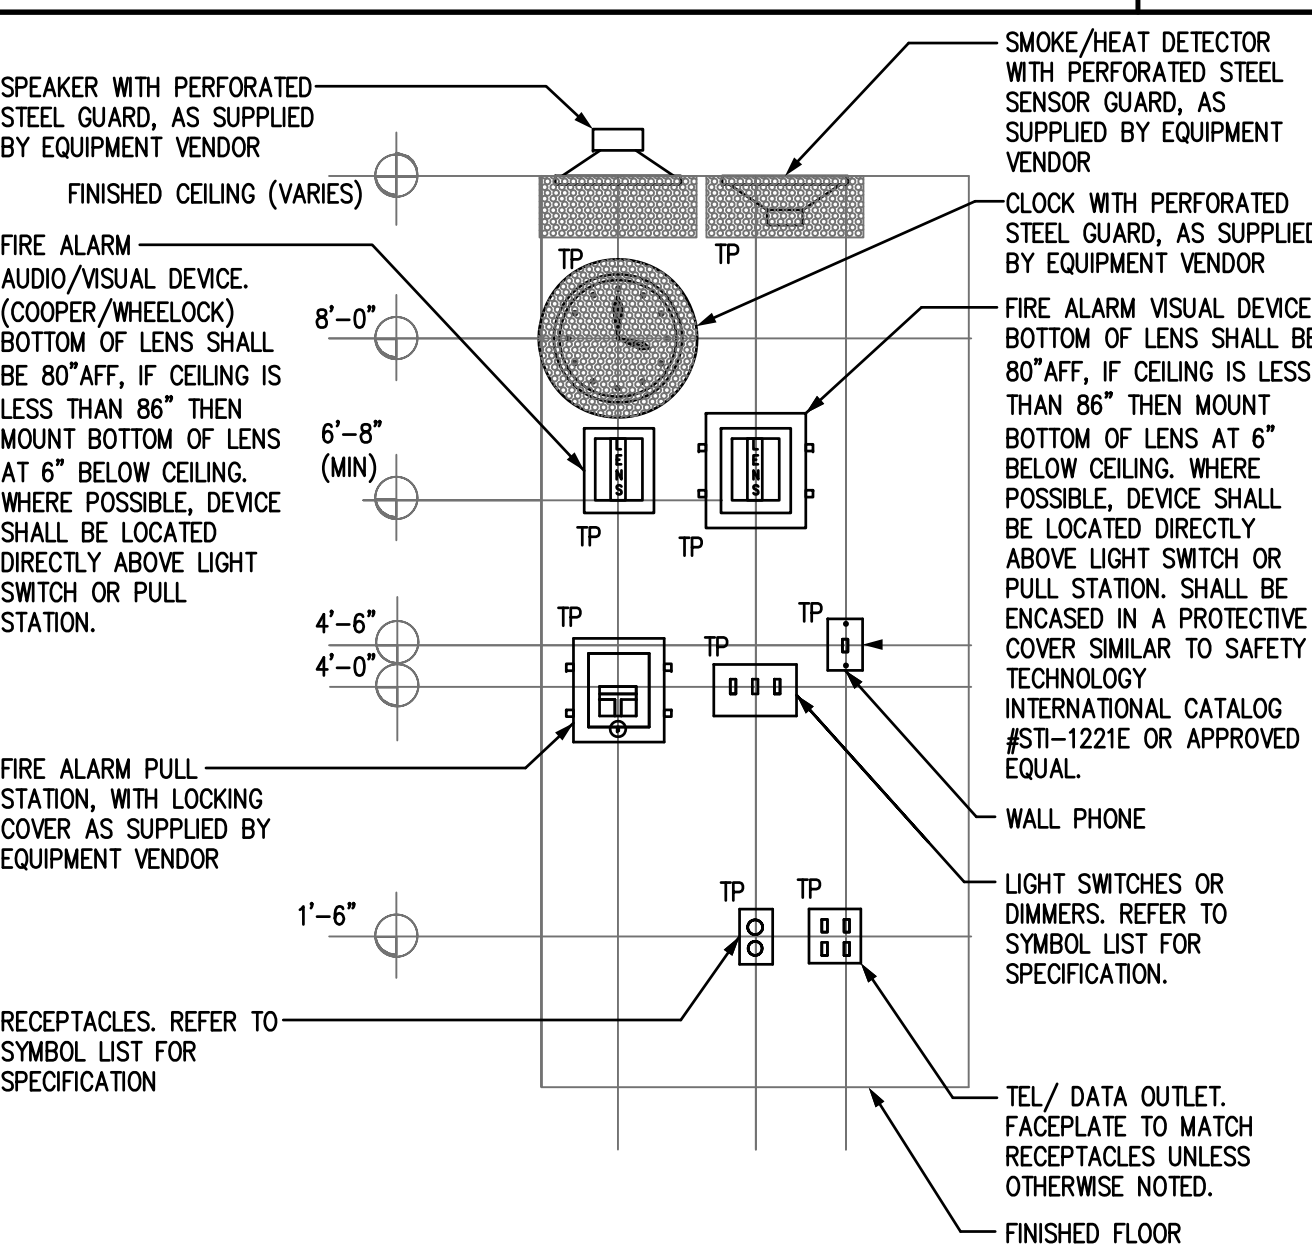 SPEAKER WITH PERFORATED
STEEL GUARD, AS SUPPLIED
BY EQUIPMENT VENDOR
FINISHED CEILING (VARIES)
FIRE ALARM
AUDIO/VISUAL DEVICE.
(COOPER/WHEELOCK)
BOTTOM OF LENS SHALL
BE 80"AFF, IF CEILING IS
LESS THAN 86" THEN
MOUNT BOTTOM OF LENS
AT 6" BELOW CEILING.
WHERE POSSIBLE, DEVICE
SHALL BE LOCATED
DIRECTLY ABOVE LIGHT
SWITCH OR PULL
STATION.
FIRE ALARM PULL
STATION, WITH LOCKING
COVER AS SUPPLIED BY
EQUIPMENT VENDOR
RECEPTACLES. REFER TO
SYMBOL LIST FOR
SPECIFICATION
8'-0"
6'-8"
(MIN)
4'-6"
4'-0"
1'-6"
TP
TP
LENS
LENS
TP
TP
TP
TP
TP
TP
TP
SMOKE/HEAT DETECTOR
WITH PERFORATED STEEL
SENSOR GUARD, AS
SUPPLIED BY EQUIPMENT
VENDOR
CLOCK WITH PERFORATED
STEEL GUARD, AS SUPPLIED
BY EQUIPMENT VENDOR
FIRE ALARM VISUAL DEVICE
BOTTOM OF LENS SHALL BE
80"AFF, IF CEILING IS LESS
THAN 86" THEN MOUNT
BOTTOM OF LENS AT 6"
BELOW CEILING. WHERE
POSSIBLE, DEVICE SHALL
BE LOCATED DIRECTLY
ABOVE LIGHT SWITCH OR
PULL STATION. SHALL BE
ENCASED IN A PROTECTIVE
COVER SIMILAR TO SAFETY
TECHNOLOGY
INTERNATIONAL CATALOG
#STI-1221E OR APPROVED
EQUAL.
WALL PHONE
LIGHT SWITCHES OR
DIMMERS. REFER TO
SYMBOL LIST FOR
SPECIFICATION.
TEL/ DATA OUTLET.
FACEPLATE TO MATCH
RECEPTACLES UNLESS
OTHERWISE NOTED.
FINISHED FLOOR